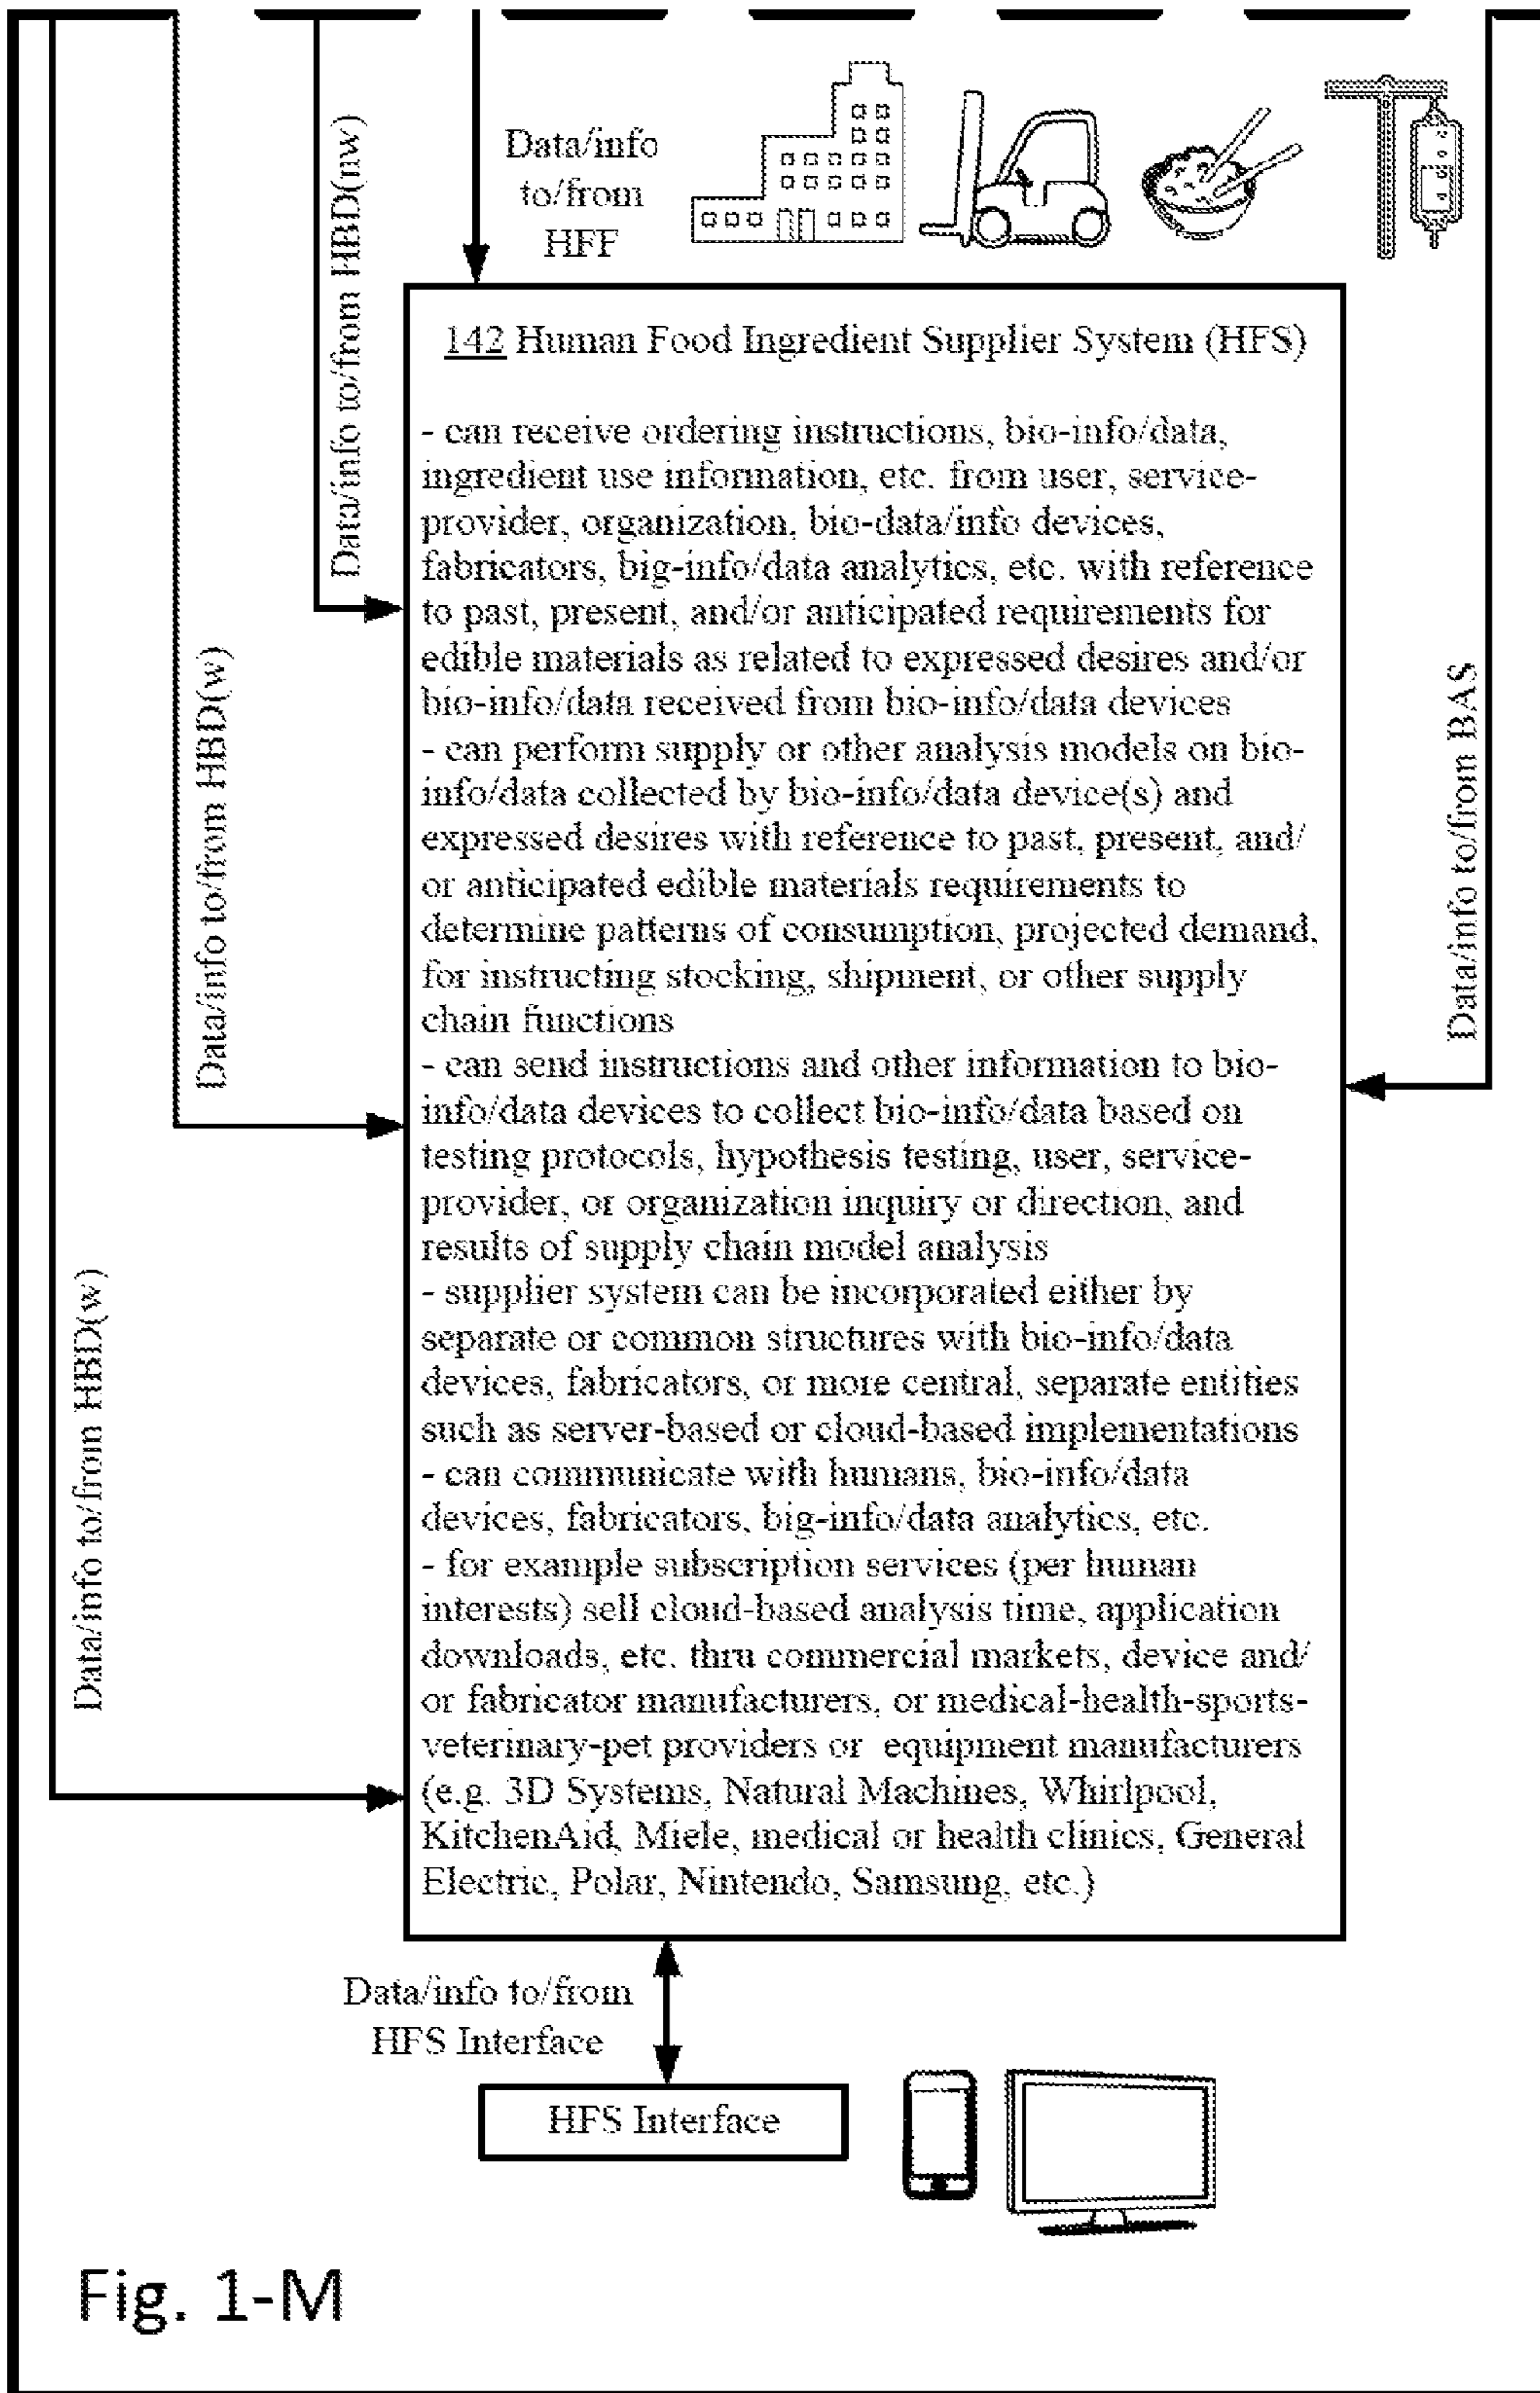 Data/info
to/from
HFF
Data/info to/from HBD(nw)
Data/info to/from HBD(w)
Data/info to/from HBD(w)
Data/info to/from BAS
142 Human Food Ingredient Supplier System (HFS)
- can receive ordering instructions, bio-info/data,
ingredient use information, etc. from user, service-
provider, organization, bio-data/info devices,
fabricators, big-info/data analytics, etc. with reference
to past, present, and/or anticipated requirements for
edible materials as related to expressed desires and/or
bio-info/data received from bio-info/data devices
- can perform supply or other analysis models on bio-
info/data collected by bio-info/data device(s) and
expressed desires with reference to past, present, and/
or anticipated edible materials requirements to
determine patterns of consumption, projected demand,
for instructing stocking, shipment, or other supply
chain functions
- can send instructions and other information to bio-
info/data devices to collect bio-info/data based on
testing protocols, hypothesis testing, user, service-
provider, or organization inquiry or direction, and
results of supply chain model analysis
- supplier system can be incorporated either by
separate or common structures with bio-info/data
devices, fabricators, or more central, separate entities
such as server-based or cloud-based implementations
- can communicate with humans, bio-info/data
devices, fabricators, big-info/data analytics, etc.
- for example subscription services (per human
interests) sell cloud-based analysis time, application
downloads, etc. thru commercial markets, device and/
or fabricator manufacturers, or medical-health-sports-
veterinary-pet providers or equipment manufacturers
(e.g. 3D Systems, Natural Machines, Whirlpool,
KitchenAid, Miele, medical or health clinics, General
Electric, Polar, Nintendo, Samsung, etc.)
Data/info to/from
HFS Interface
HFS Interface
Fig. 1-M